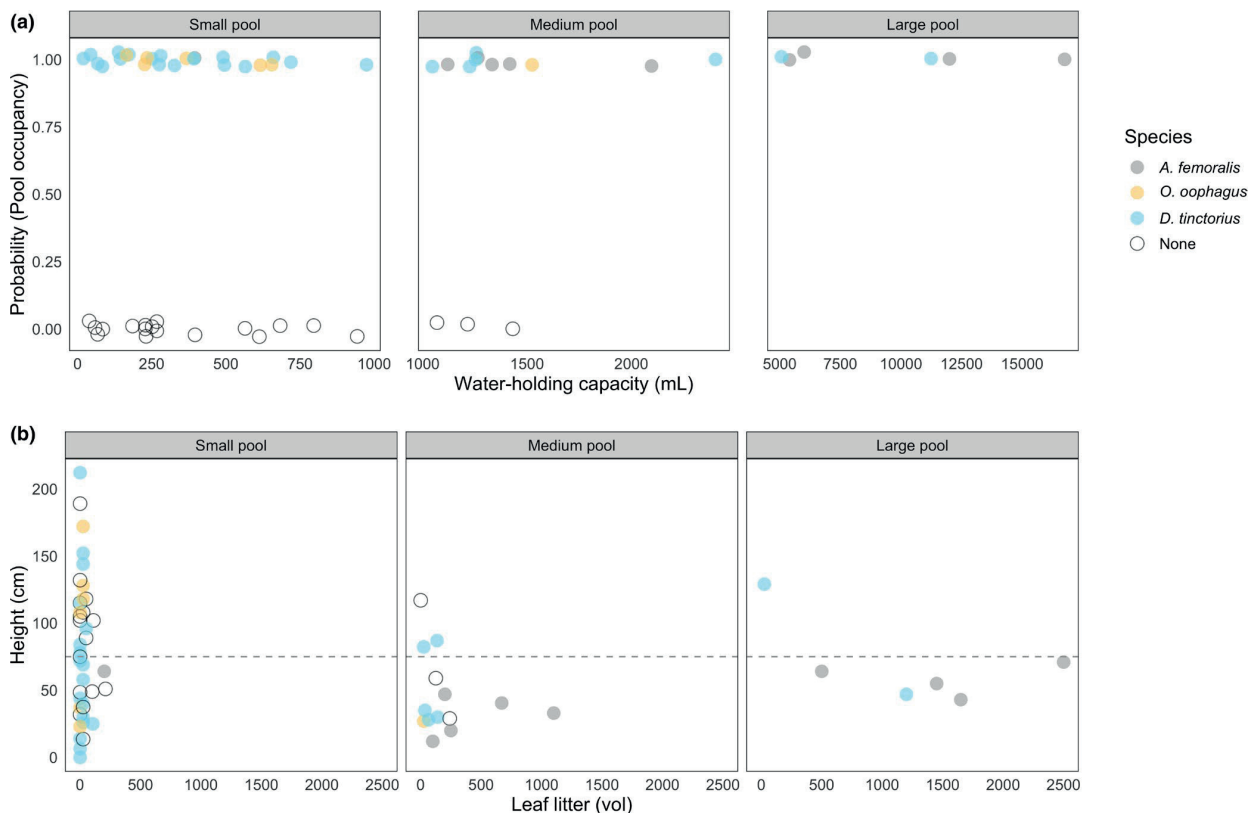 (a)
Small pool
Medium pool
Large pool
Probability (Pool occupancy)
1.00
0.75
0.50
0.25
0.00
0 250 500 750 1000
1000 1500 2000
5000 7500 10000 12500 15000
Water-holding capacity (mL)
Species
A. femoralis
O. oophagus
D. tinctorius
None
(b)
Small pool
Medium pool
Large pool
Height (cm)
200
150
100
50
0
0 500 1000 1500 2000 2500
0 500 1000 1500 2000 2500
0 500 1000 1500 2000 2500
Leaf litter (vol)